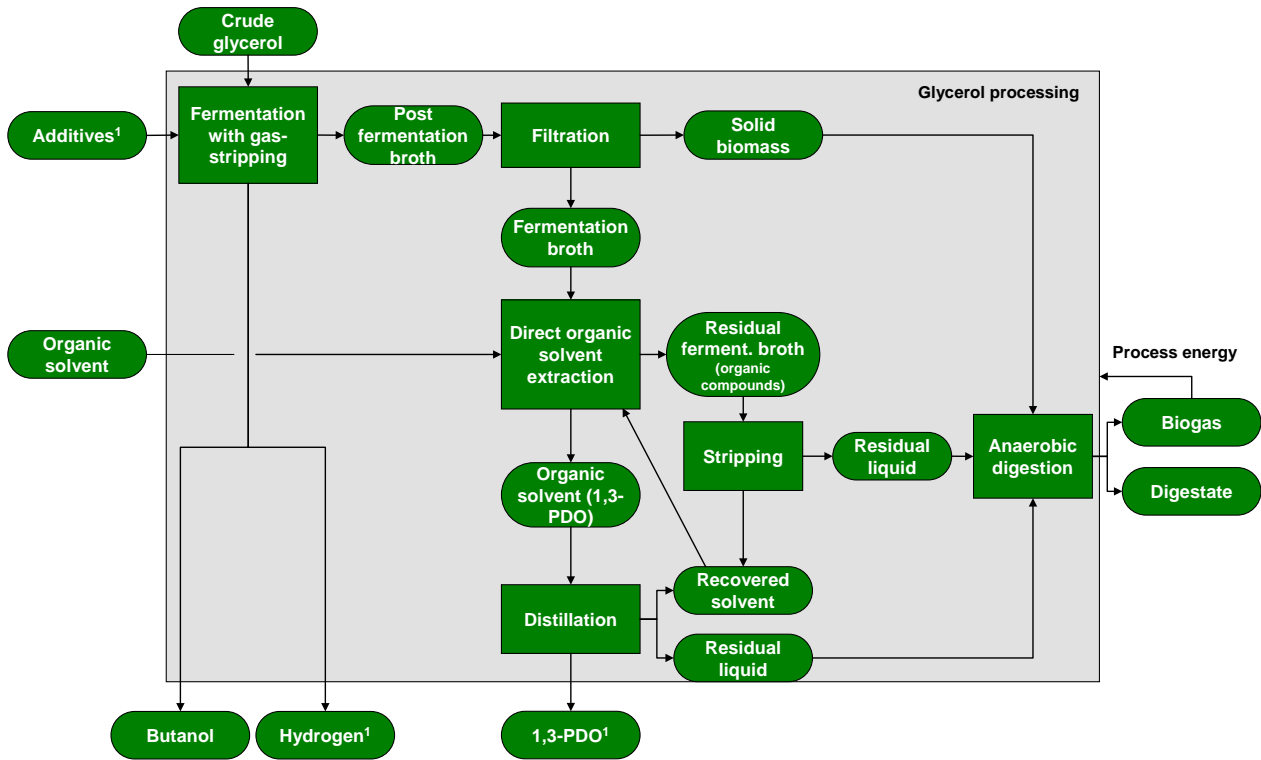 Crude
glycerol
Glycerol processing
Additives¹
Fermentation
with gas-
stripping
Post
fermentation
broth
Filtration
Solid
biomass
Fermentation
broth
Organic
solvent
Direct organic
solvent
extraction
Residual
ferment. broth
(organic
compounds)
Process energy
Biogas
Stripping
Residual
liquid
Anaerobic
digestion
Digestate
Organic
solvent (1,3-
PDO)
Recovered
solvent
Distillation
Residual
liquid
Butanol
Hydrogen¹
1,3-PDO¹